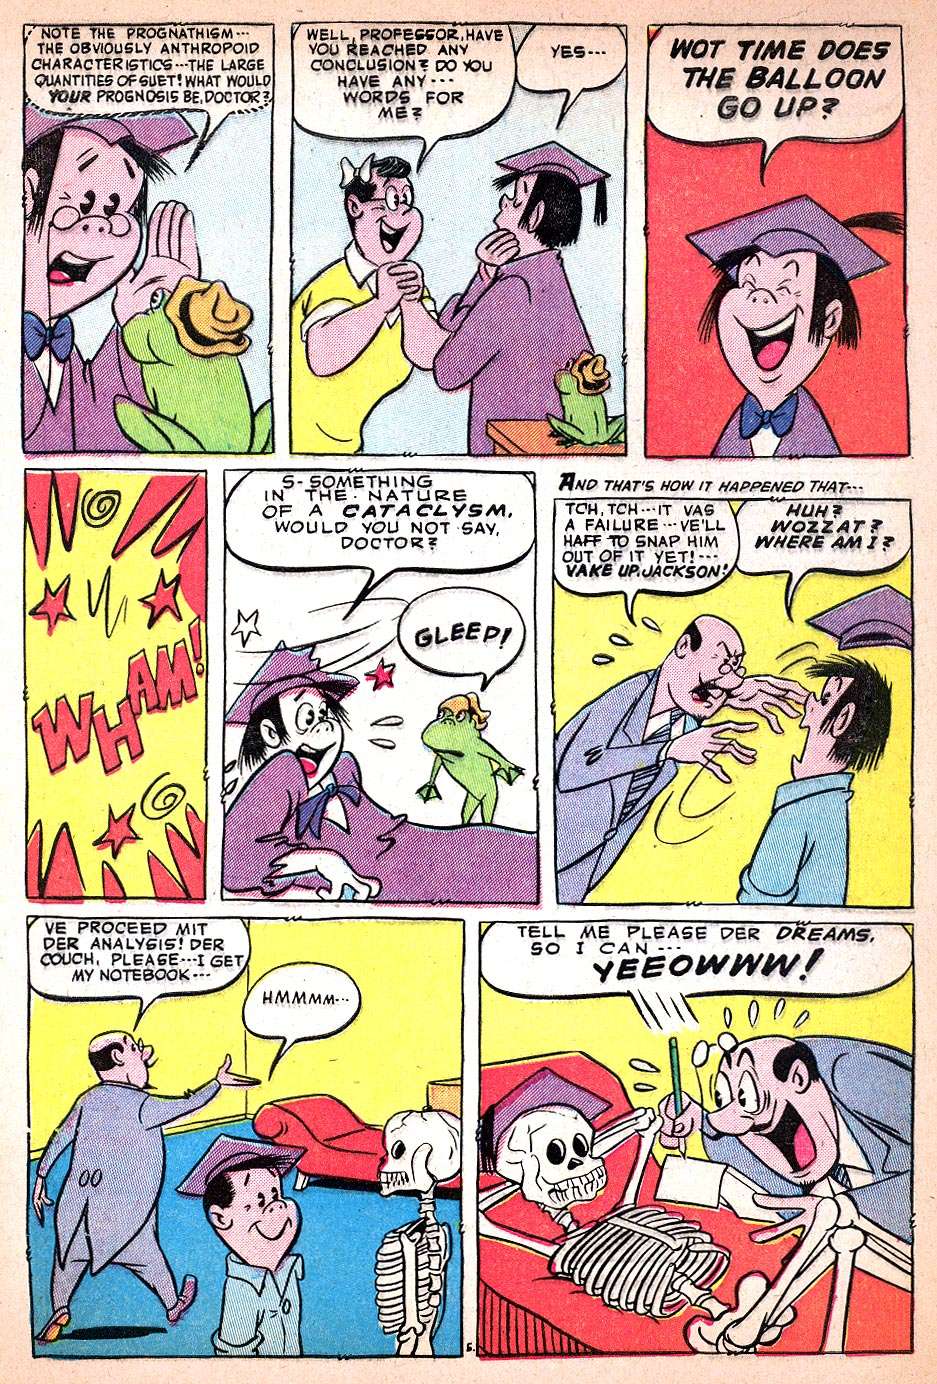 NOTE THE PROGNATHISM---
THE OBVIOUSLY ANTHROPOID
CHARACTERISTICS---THE LARGE
QUANTITIES OF SUET! WHAT WOULD
YOUR PROGNOSIS BE, DOCTOR?
WELL, PROFESSOR, HAVE
YOU REACHED ANY
CONCLUSION? DO YOU
HAVE ANY---
WORDS FOR
ME?
YES---
WOT TIME DOES
THE BALLOON
GO UP?
WHAM!
S-SOMETHING
IN THE NATURE
OF A CATACLYSM,
WOULD YOU NOT SAY,
DOCTOR?
GLEEP!
AND THAT'S HOW IT HAPPENED THAT---
TCH, TCH---IT VAS
A FAILURE---VE'LL
HAFF TO SNAP HIM
OUT OF IT YET!---
VAKE UP, JACKSON!
HUH?
WOZZAT?
WHERE AM I?
VE PROCEED MIT
DER ANALYSIS! DER
COUCH, PLEASE---I GET
MY NOTEBOOK---
HMMMM---
TELL ME PLEASE DER DREAMS,
SO I CAN---
YEEOWWW!
5.